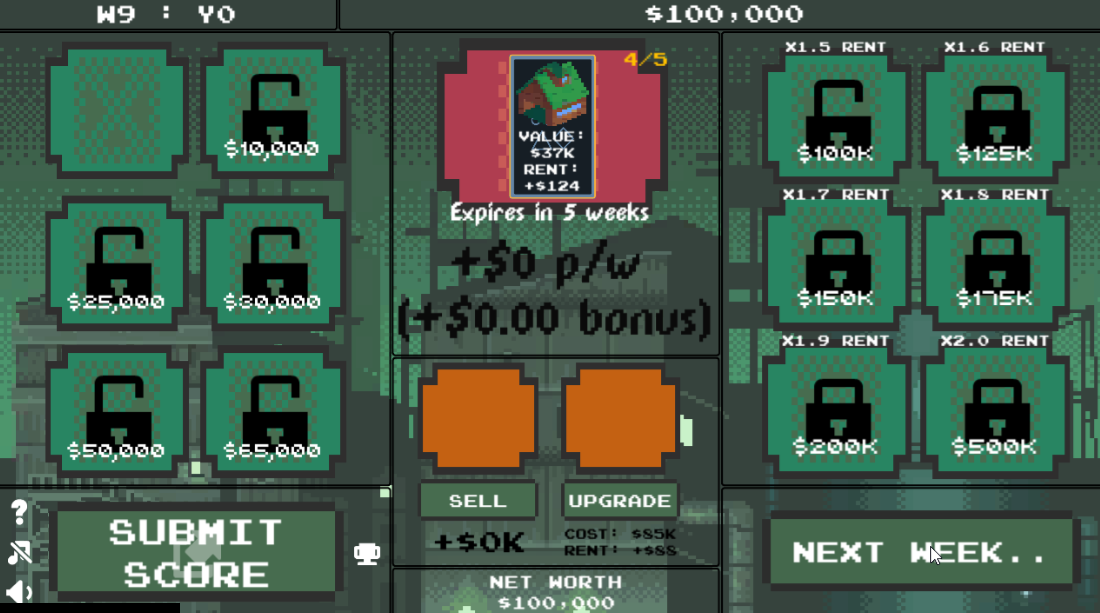 W9 : Y0
$100,000
$10,000
$25,000
$30,000
$50,000
$65,000
SUBMIT
SCORE
?
4/5
VALUE:
$37K
RENT:
+$124
Expires in 5 weeks
+$0 p/w
(+$0.00 bonus)
SELL
UPGRADE
+$0K
COST: $85K
RENT: +$88
NET WORTH
$100,000
X1.5 RENT
X1.6 RENT
$100K
$125K
X1.7 RENT
X1.8 RENT
$150K
$175K
X1.9 RENT
X2.0 RENT
$200K
$500K
NEXT WEEK..